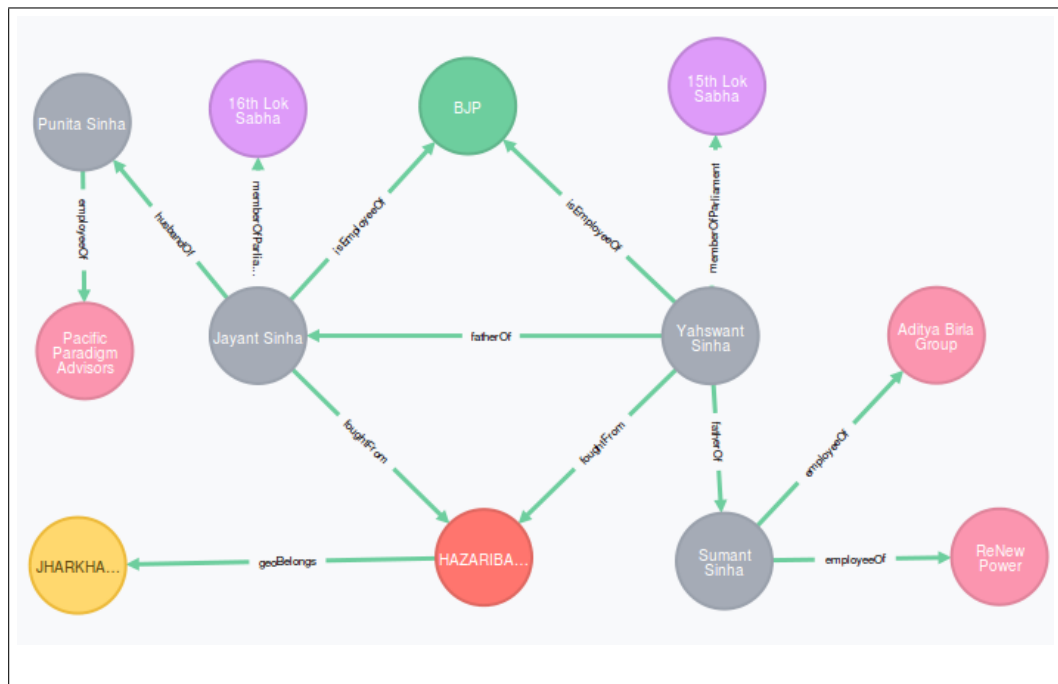 Punita Sinha
16th Lok
Sabha
BJP
15th Lok
Sabha
employeeOf
husbandOf
memberOfParlia...
isEmployeeOf
isEmployeeOf
memberOfParliament
Pacific
Paradigm
Advisors
Jayant Sinha
fatherOf
Yahswant
Sinha
Aditya Birla
Group
foughtFrom
foughtFrom
fatherOf
employeeOf
JHARKHA...
geoBelongs
HAZARIBA...
Sumant
Sinha
employeeOf
ReNew
Power